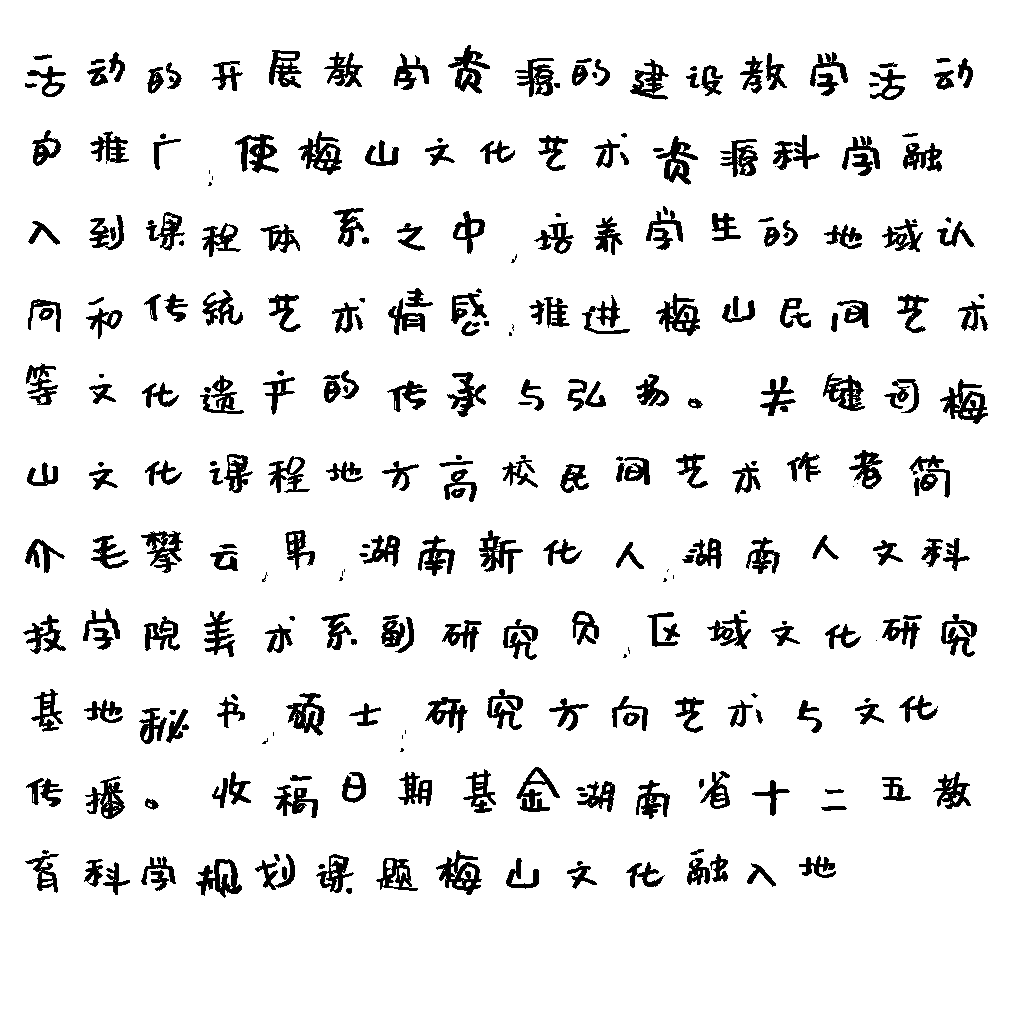 活动的开展教学资源的建设教学活动
的推广,使梅山文化艺术资源科学融
入到课程体系之中,培养学生的地域认
同和传统艺术情感,推进梅山民间艺术
等文化遗产的传承与弘扬。关键词梅
山文化课程地方高校民间艺术作者简
介毛攀云,男,湖南新化人,湖南人文科
技学院美术系副研究员,区域文化研究
基地秘书,硕士,研究方向艺术与文化
传播。收稿日期基金湖南省十二五教
育科学规划课题梅山文化融入地